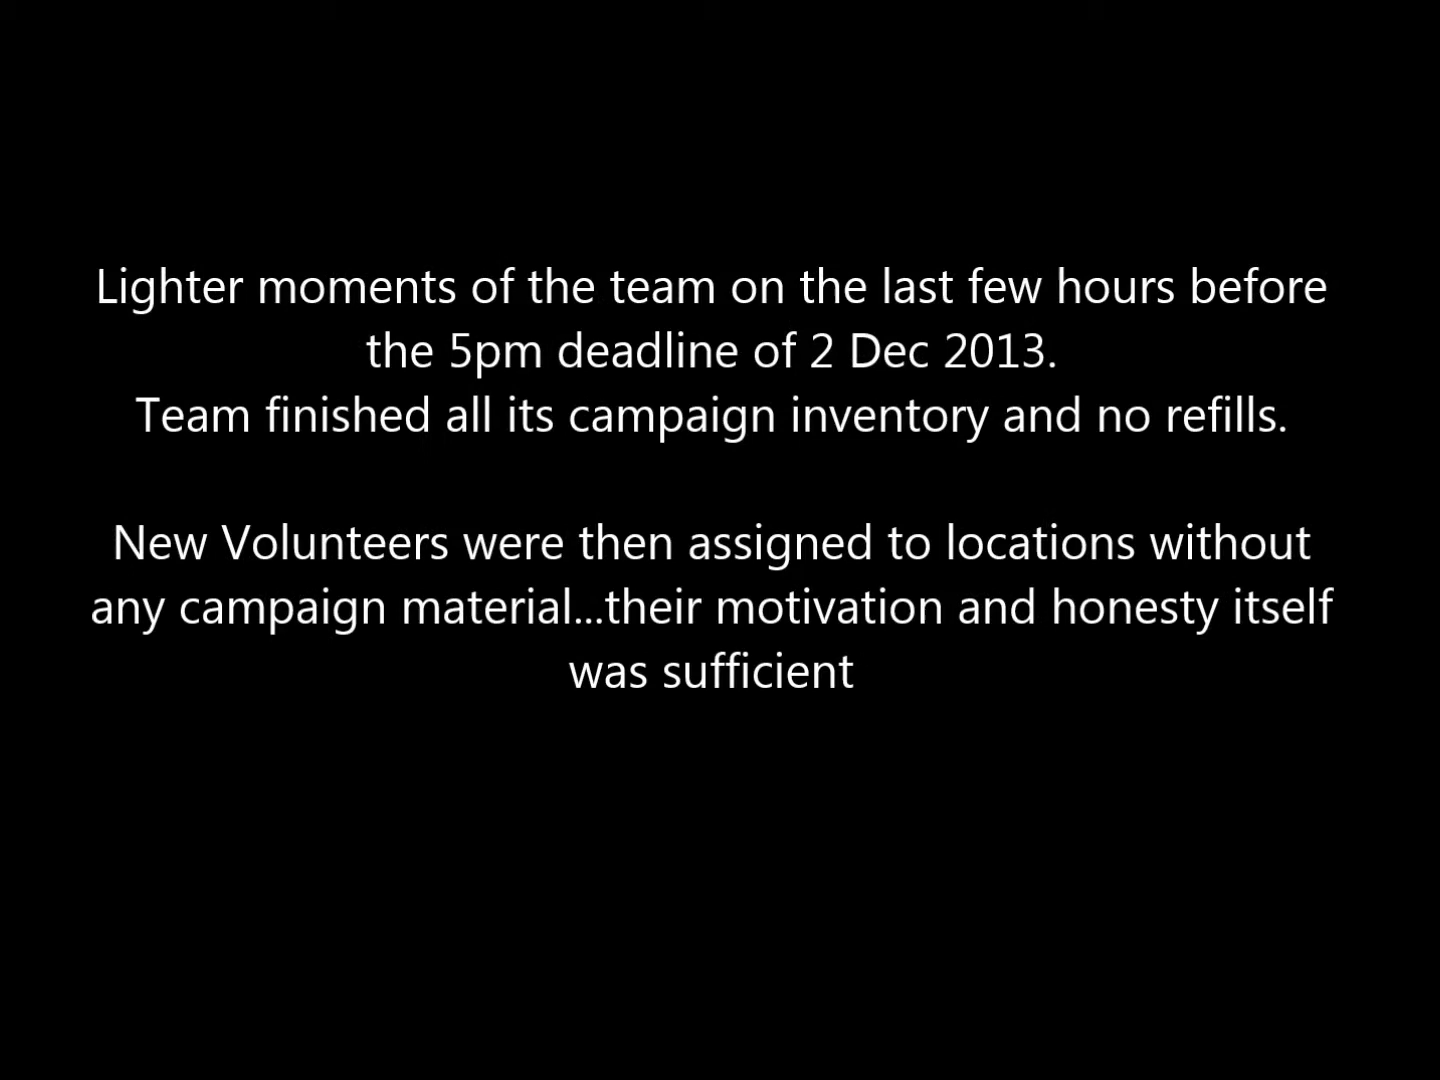 Lighter moments of the team on the last few hours before
the 5pm deadline of 2 Dec 2013.
Team finished all its campaign inventory and no refills.
New Volunteers were then assigned to locations without
any campaign material...their motivation and honesty itself
was sufficient